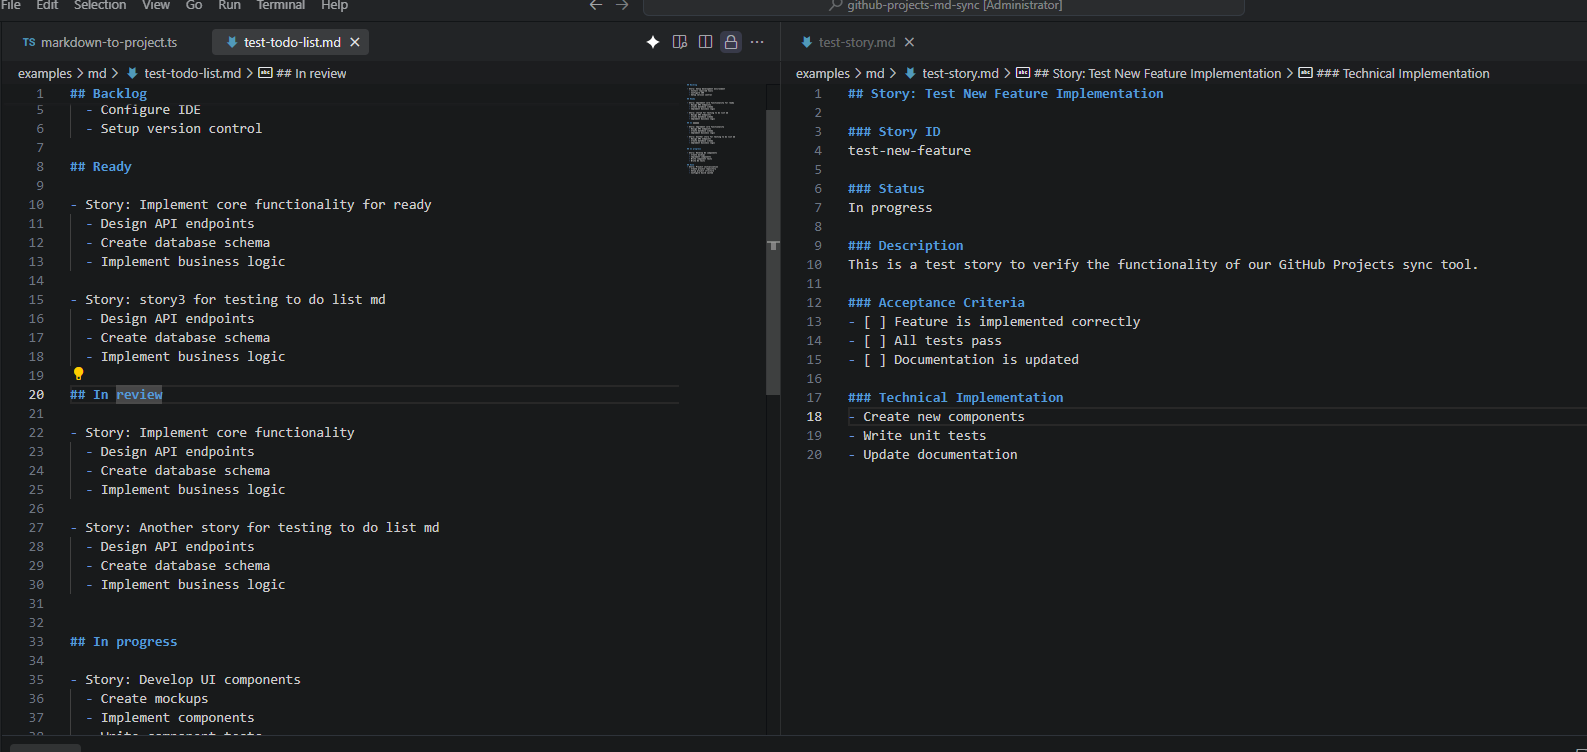 File Edit Selection View Go Run Terminal Help
github-projects-md-sync [Administrator]
TS markdown-to-project.ts
test-todo-list.md
examples > md > test-todo-list.md > ## In review
1 ## Backlog
5 - Configure IDE
6 - Setup version control
7
8 ## Ready
9
10 - Story: Implement core functionality for ready
11 - Design API endpoints
12 - Create database schema
13 - Implement business logic
14
15 - Story: story3 for testing to do list md
16 - Design API endpoints
17 - Create database schema
18 - Implement business logic
19
20 ## In review
21
22 - Story: Implement core functionality
23 - Design API endpoints
24 - Create database schema
25 - Implement business logic
26
27 - Story: Another story for testing to do list md
28 - Design API endpoints
29 - Create database schema
30 - Implement business logic
31
32
33 ## In progress
34
35 - Story: Develop UI components
36 - Create mockups
37 - Implement components
38 - Write component tests
test-story.md
examples > md > test-story.md > abc ## Story: Test New Feature Implementation > abc ### Technical Implementation
1 ## Story: Test New Feature Implementation
2
3 ### Story ID
4 test-new-feature
5
6 ### Status
7 In progress
8
9 ### Description
10 This is a test story to verify the functionality of our GitHub Projects sync tool.
11
12 ### Acceptance Criteria
13 - [ ] Feature is implemented correctly
14 - [ ] All tests pass
15 - [ ] Documentation is updated
16
17 ### Technical Implementation
18 - Create new components
19 - Write unit tests
20 - Update documentation